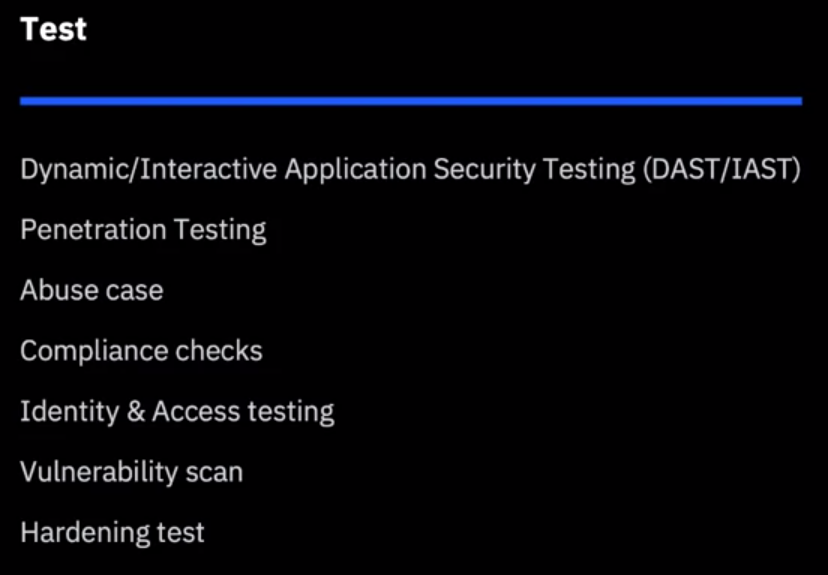 Test
Dynamic/Interactive Application Security Testing (DAST/IAST)
Penetration Testing
Abuse case
Compliance checks
Identity & Access testing
Vulnerability scan
Hardening test